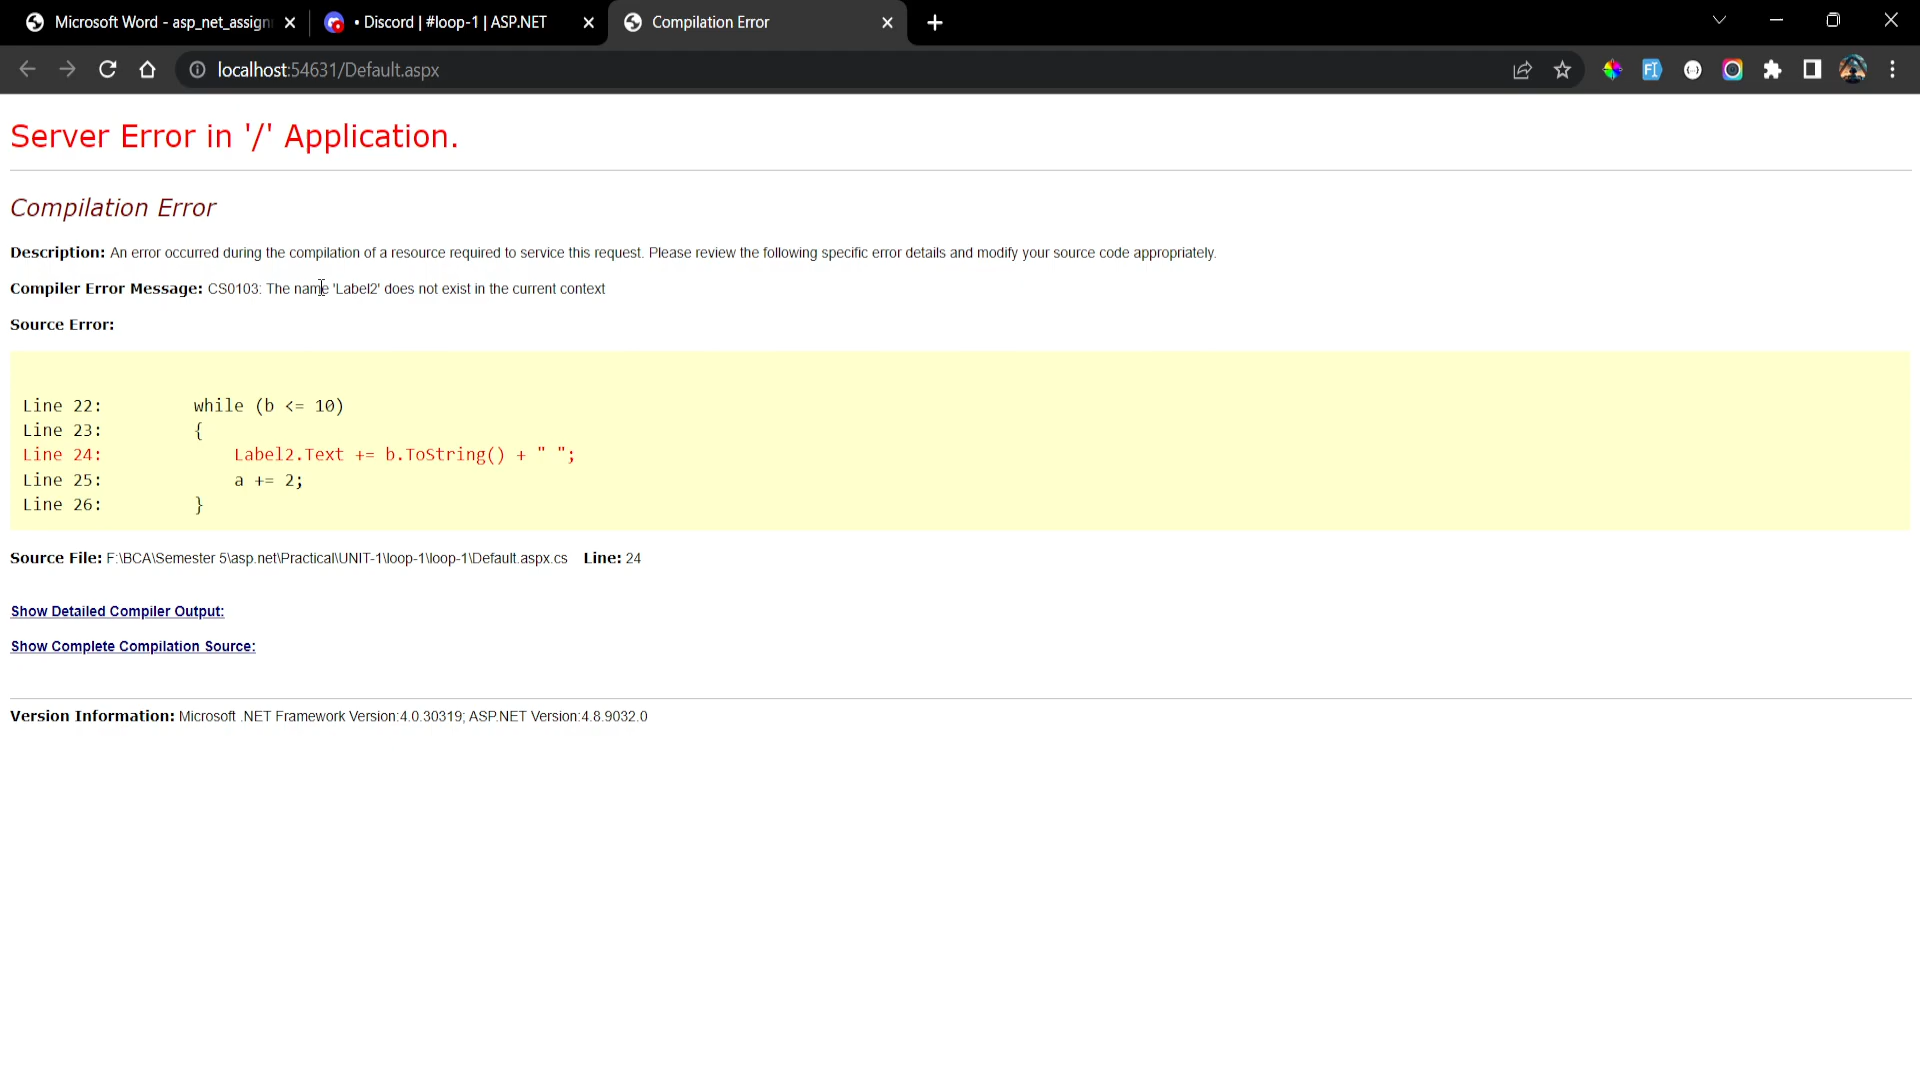 Microsoft Word - asp_net_assign
• Discord | #loop-1 | ASP.NET
Compilation Error
localhost:54631/Default.aspx
Server Error in '/' Application.
Compilation Error
Description: An error occurred during the compilation of a resource required to service this request. Please review the following specific error details and modify your source code appropriately.
Compiler Error Message: CS0103: The name 'Label2' does not exist in the current context
Source Error:
Line 22:         while (b <= 10)
Line 23:         {
Line 24:             Label2.Text += b.ToString() + " ";
Line 25:             a += 2;
Line 26:         }
Source File: F:\BCA\Semester 5\asp.net\Practical\UNIT-1\loop-1\loop-1\Default.aspx.cs    Line: 24
Show Detailed Compiler Output:
Show Complete Compilation Source:
Version Information: Microsoft .NET Framework Version:4.0.30319; ASP.NET Version:4.8.9032.0